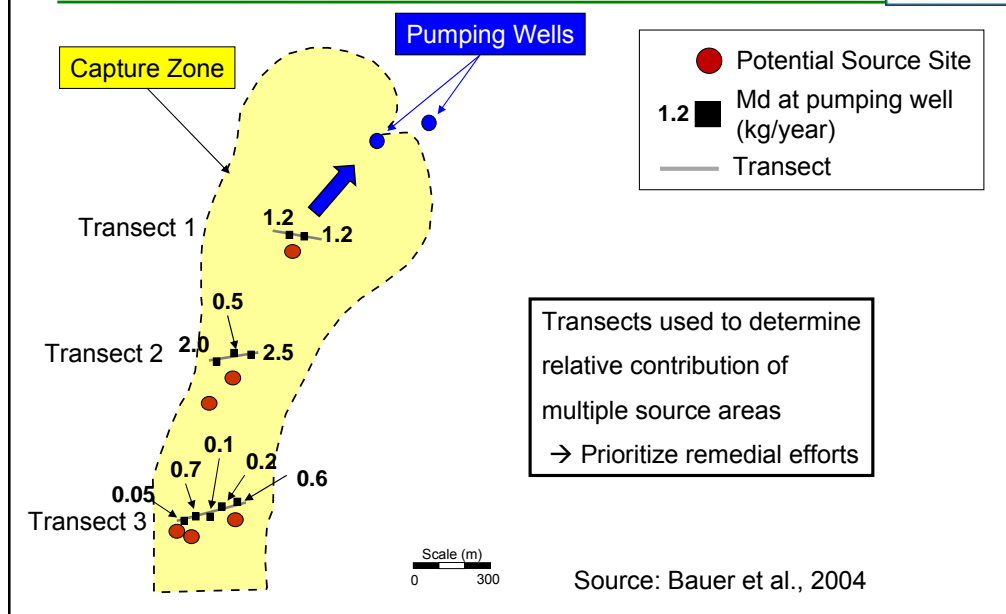 Pumping Wells
Capture Zone
Potential Source Site
1.2 Md at pumping well
(kg/year)
Transect
Transect 1
1.2
1.2
0.5
Transect 2
2.0
2.5
Transects used to determine
relative contribution of
multiple source areas
→ Prioritize remedial efforts
0.1
0.7
0.2
0.6
0.05
Transect 3
Scale (m)
0 300
Source: Bauer et al., 2004